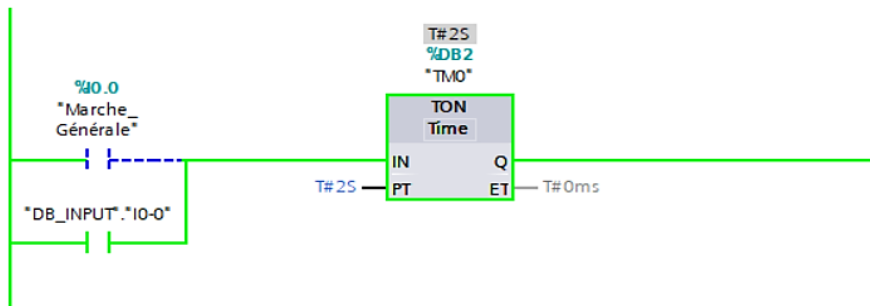 T#2S
%DB2
"TM0"
%I0.0
"Marche_
Générale"
TON
Time
IN
Q
T#2S
PT
ET
T#0ms
"DB_INPUT"."I0-0"